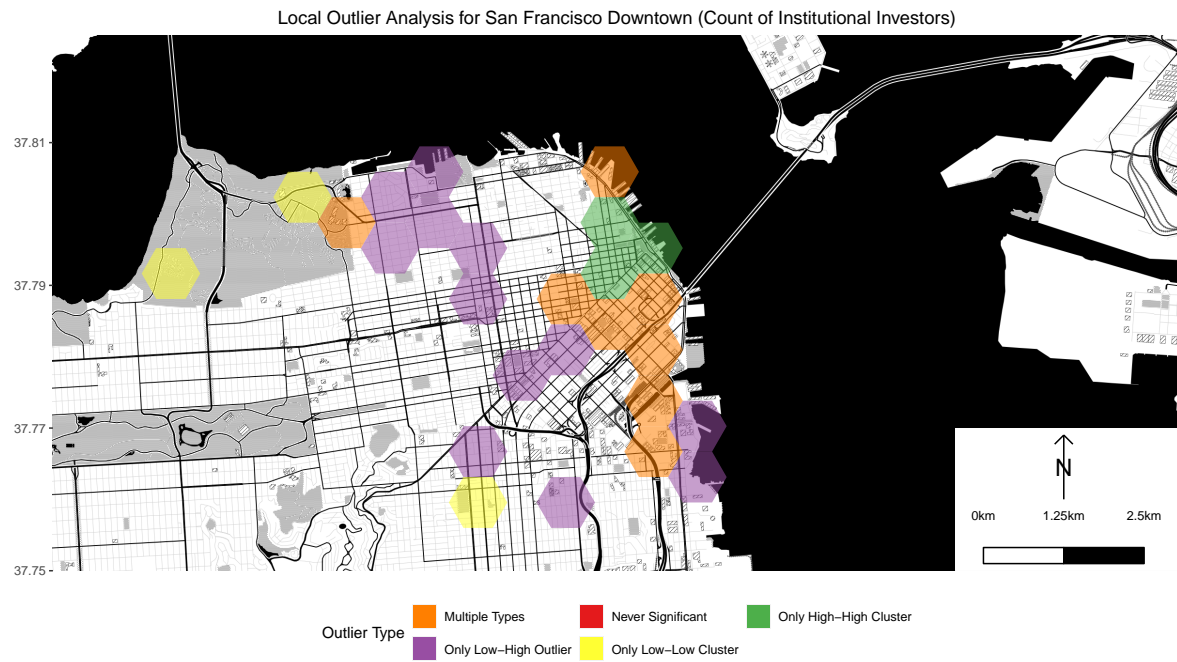 Local Outlier Analysis for San Francisco Downtown (Count of Institutional Investors)
37.81
37.79
37.77
37.75
N
0km 1.25km 2.5km
Outlier Type
Multiple Types
Never Significant
Only High−High Cluster
Only Low−High Outlier
Only Low−Low Cluster